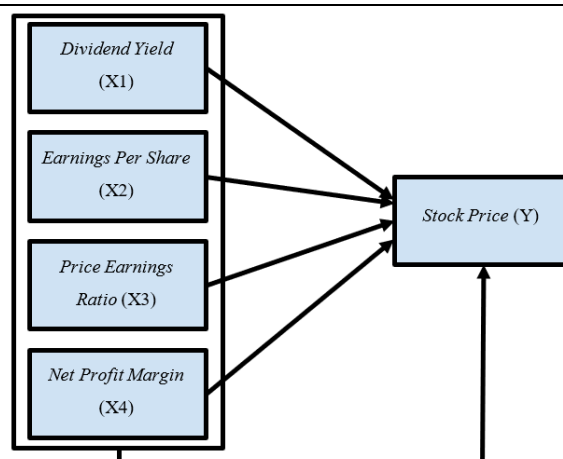 Dividend Yield
(X1)
Earnings Per Share
(X2)
Price Earnings
Ratio (X3)
Net Profit Margin
(X4)
Stock Price (Y)